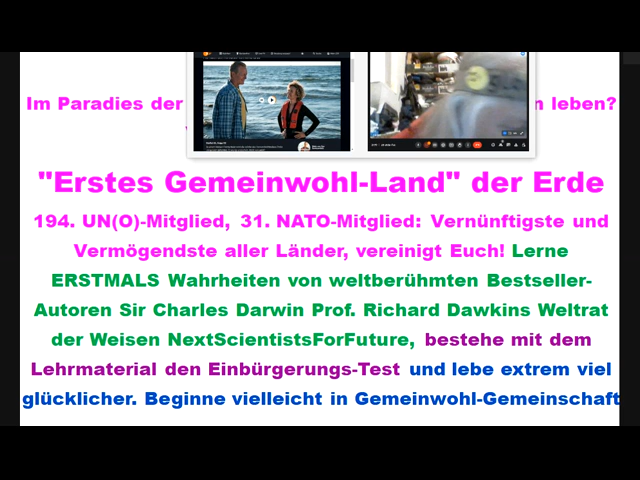 Im Paradies der
n leben?
"Erstes Gemeinwohl-Land" der Erde
194. UN(O)-Mitglied, 31. NATO-Mitglied: Vernünftigste und
Vermögendste aller Länder, vereinigt Euch! Lerne
ERSTMALS Wahrheiten von weltberühmten Bestseller-
Autoren Sir Charles Darwin Prof. Richard Dawkins Weltrat
der Weisen NextScientistsForFuture, bestehe mit dem
Lehrmaterial den Einbürgerungs-Test und lebe extrem viel
glücklicher. Beginne vielleicht in Gemeinwohl-Gemeinschaft